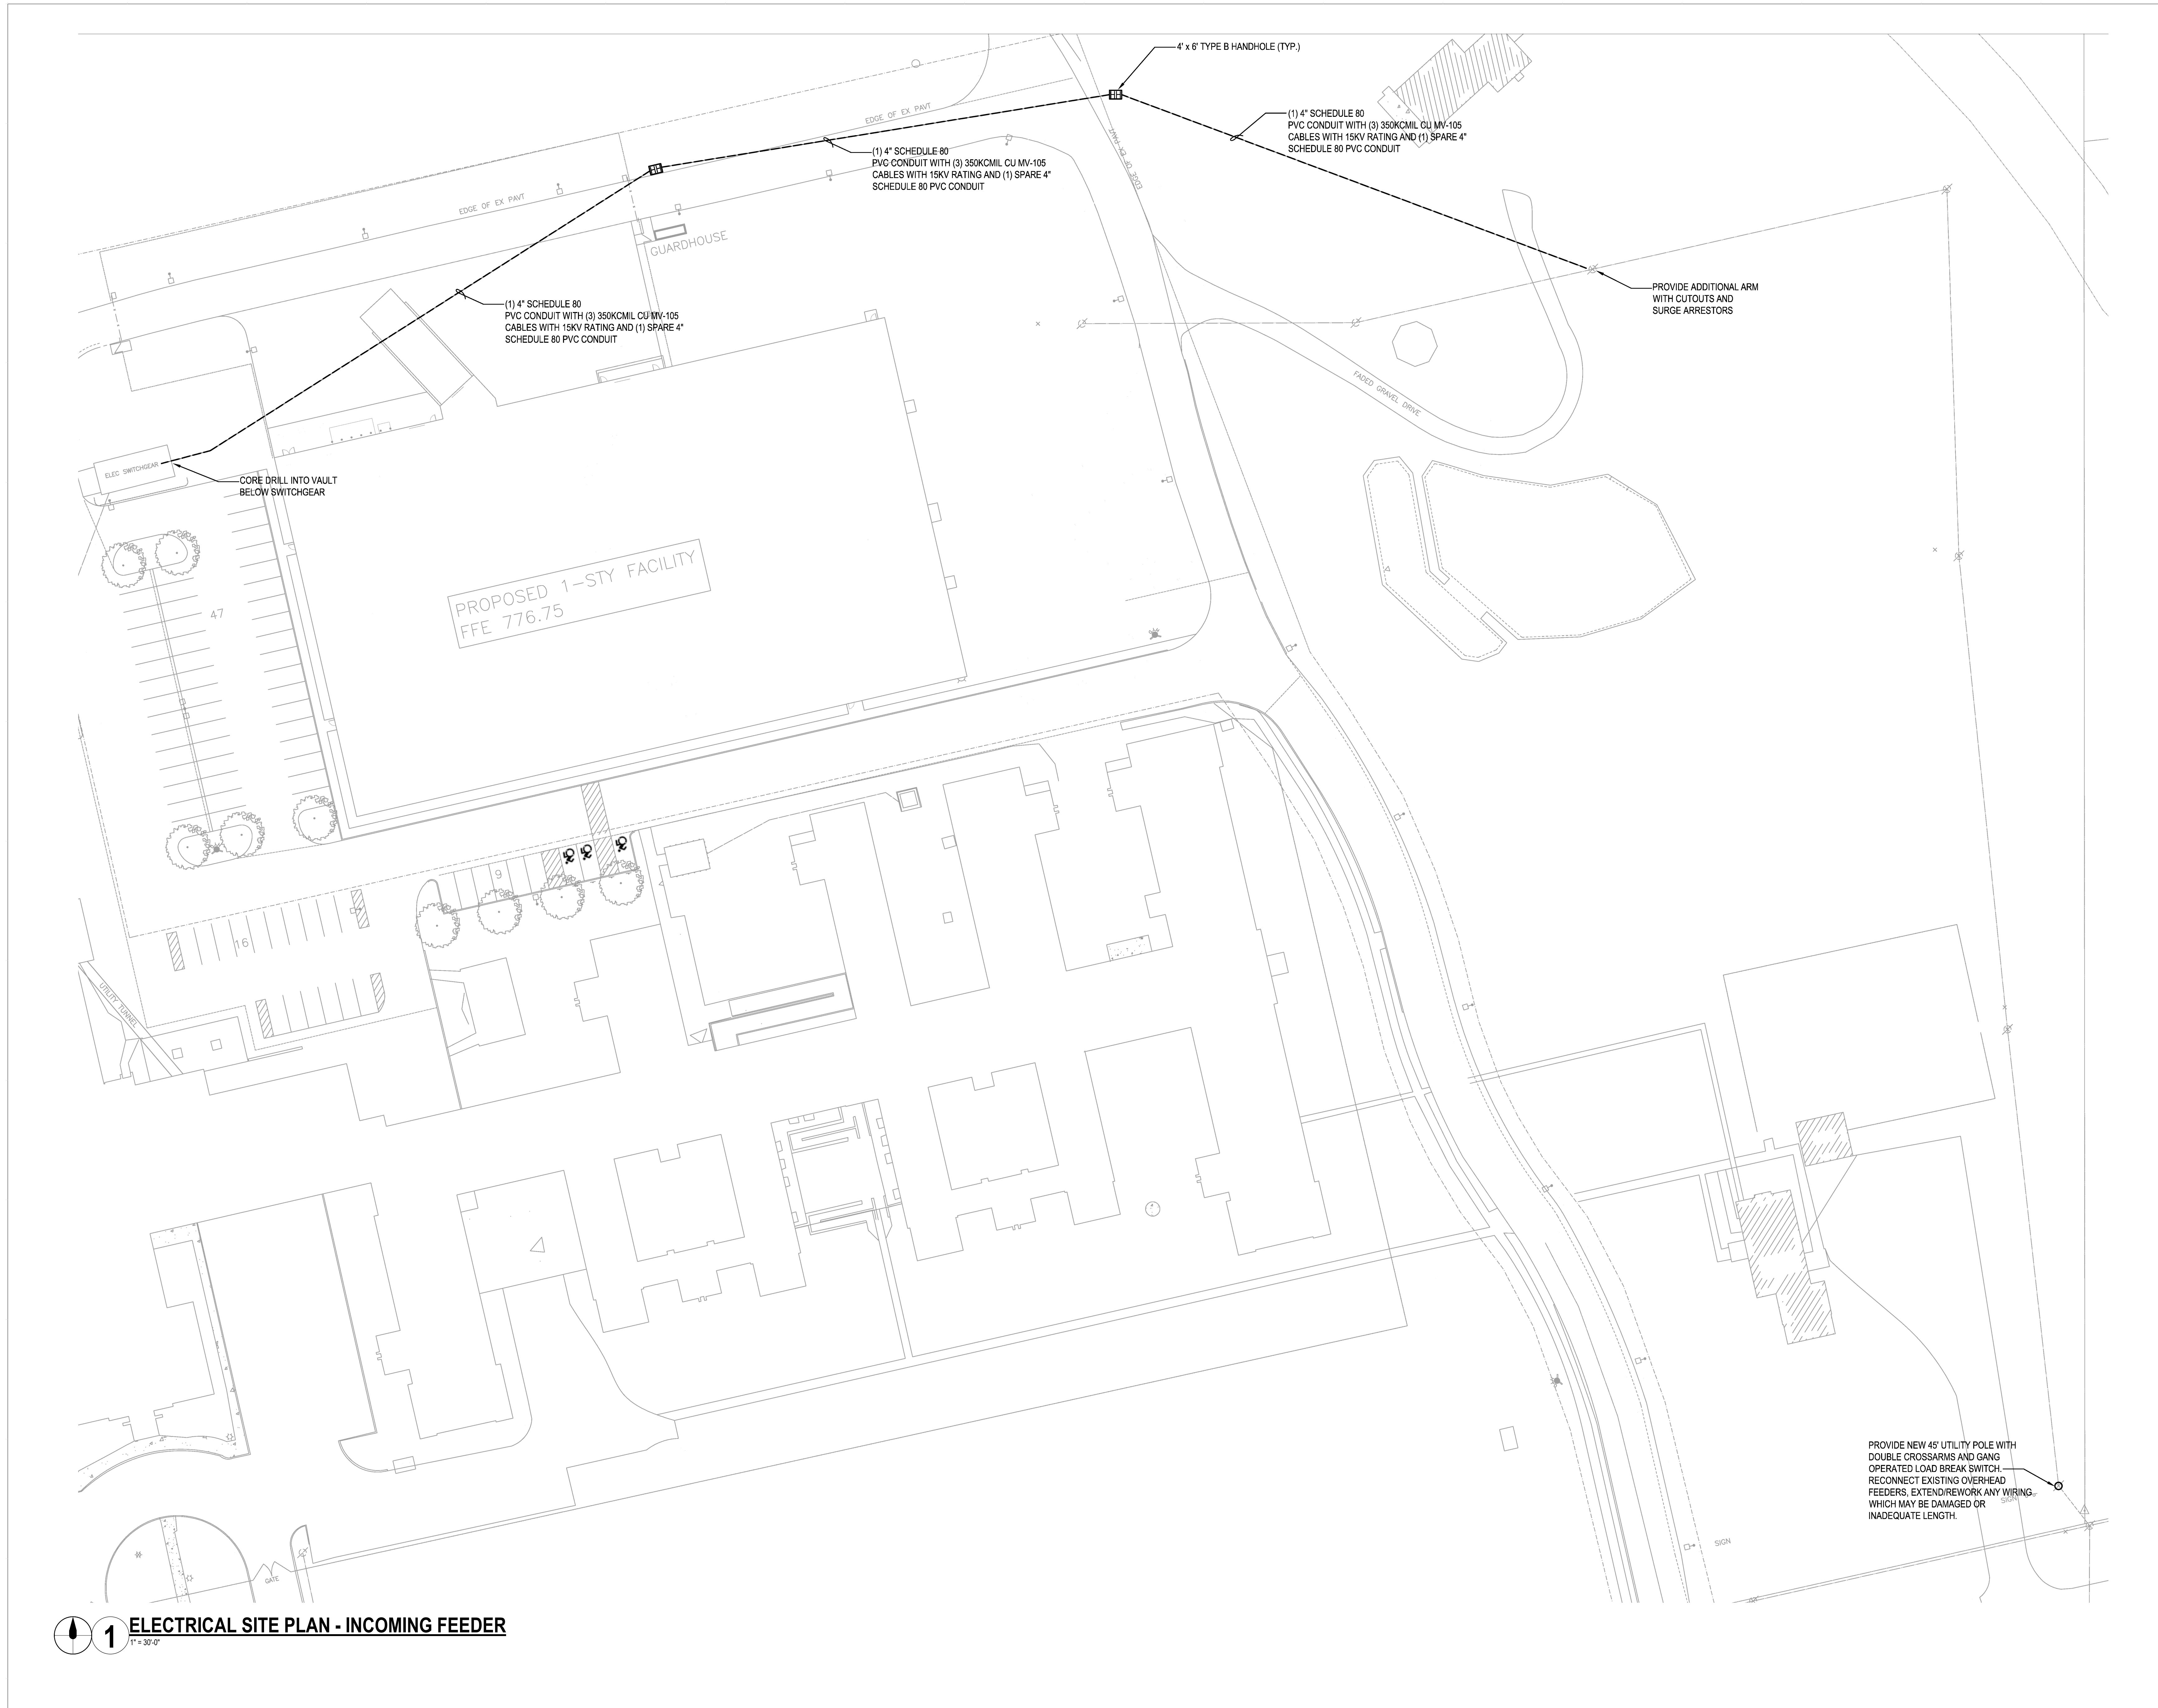 4' x 6' TYPE B HANDHOLE (TYP.)
EDGE OF EX PAVT
(1) 4" SCHEDULE 80
PVC CONDUIT WITH (3) 350KCMIL CU MV-105
CABLES WITH 15KV RATING AND (1) SPARE 4"
SCHEDULE 80 PVC CONDUIT
(1) 4" SCHEDULE 80
PVC CONDUIT WITH (3) 350KCMIL CU MV-105
CABLES WITH 15KV RATING AND (1) SPARE 4"
SCHEDULE 80 PVC CONDUIT
EDGE OF EX PAVT
EDGE OF EX PAVT
GUARDHOUSE
PROVIDE ADDITIONAL ARM
WITH CUTOUTS AND
SURGE ARRESTORS
(1) 4" SCHEDULE 80
PVC CONDUIT WITH (3) 350KCMIL CU MV-105
CABLES WITH 15KV RATING AND (1) SPARE 4"
SCHEDULE 80 PVC CONDUIT
FADED GRAVEL DRIVE
ELEC SWITCHGEAR
CORE DRILL INTO VAULT
BELOW SWITCHGEAR
PROPOSED 1-STY FACILITY
FFE 776.75
47
9
16
UTILITY TUNNEL
PROVIDE NEW 45' UTILITY POLE WITH
DOUBLE CROSSARMS AND GANG
OPERATED LOAD BREAK SWITCH.
RECONNECT EXISTING OVERHEAD
FEEDERS, EXTEND/REWORK ANY WIRING
WHICH MAY BE DAMAGED OR
INADEQUATE LENGTH.
SIGN
SIGN
GATE
1
ELECTRICAL SITE PLAN - INCOMING FEEDER
1" = 30'-0"